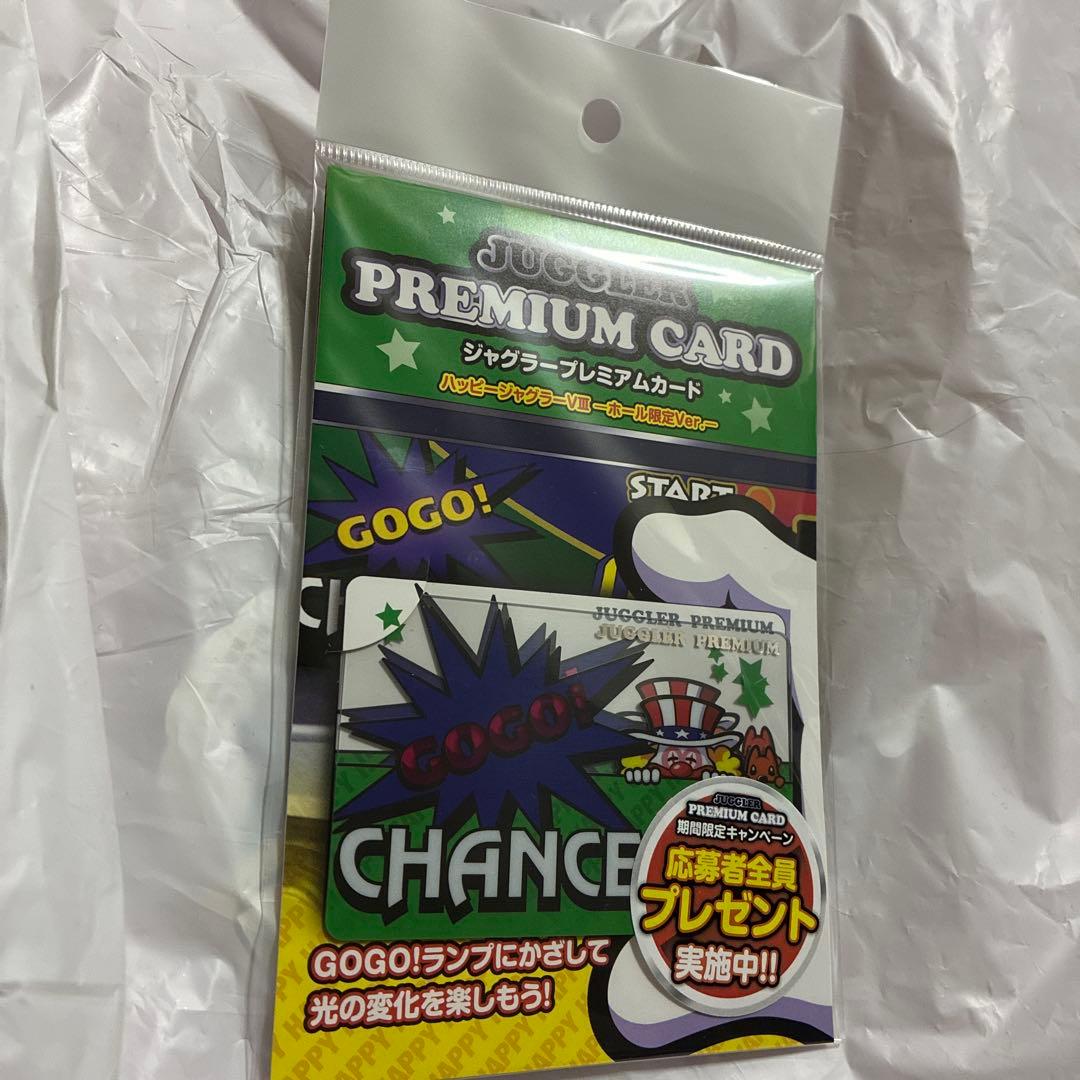 JUGGLER
PREMIUM CARD
ジャグラープレミアムカード
ハッピージャグラーVⅢ ーホール限定Ver.ー
GOGO!
START
CH
JUGGLER PREMIUM
JUGGLER PREMIUM
GOGO!
CHANCE
JUGGLER
PREMIUM CARD
期間限定キャンペーン
応募者全員
プレゼント
実施中!!
GOGO!ランプにかざして
光の変化を楽しもう!
HAPPY HAPPY HAPPY